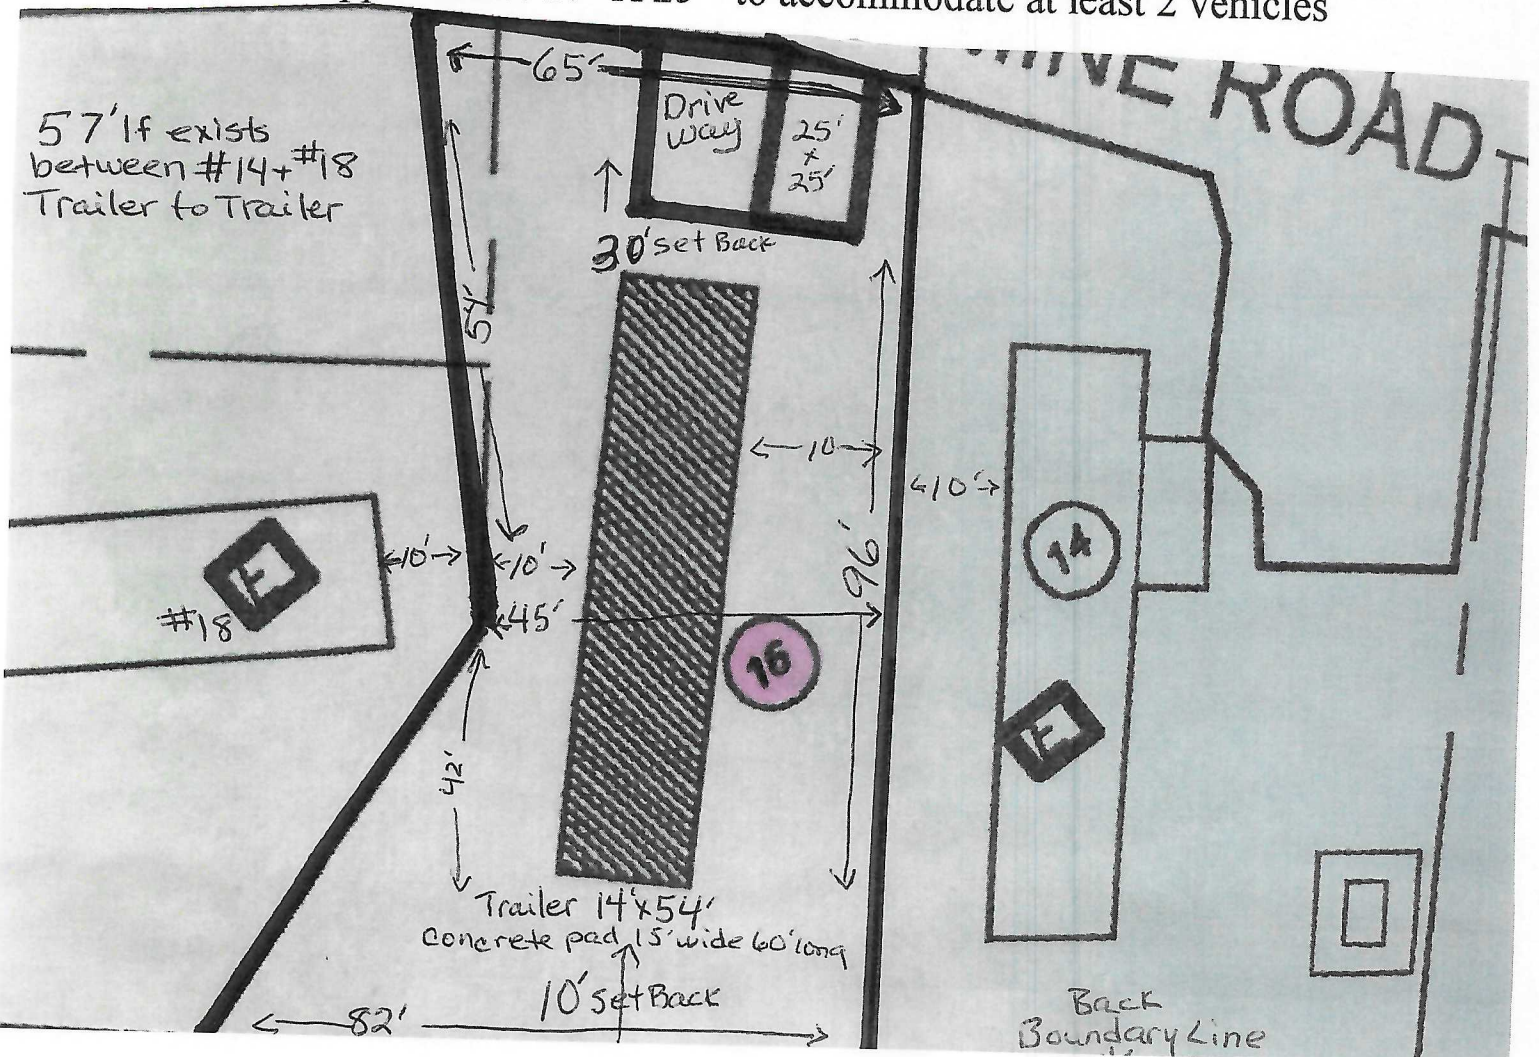 to accommodate at least 2 vehicles
MINE ROAD
65'
57' If exists
between #14 + #18
Trailer to Trailer
Drive
way
25'
x
25'
30' set Back
54'
10
10'
14
E
10'
10'
E
#18
45'
96'
16
E
42'
Trailer 14'x54'
concrete pad 15' wide 60' long
10' set Back
82'
Back
Boundary Line